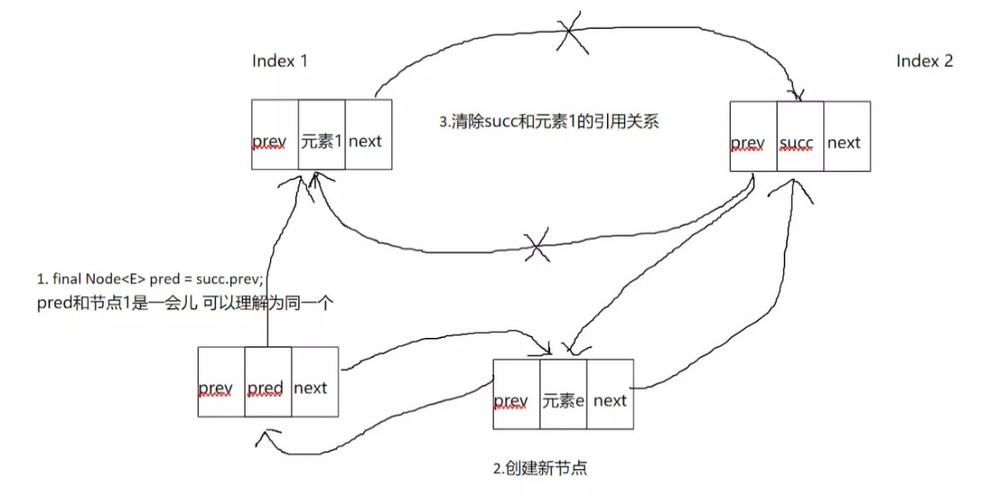 Index 1
Index 2
3.清除succ和元素1的引用关系
prev 元素1 next
prev succ next
1. final Node<E> pred = succ.prev;
pred和节点1是一会儿 可以理解为同一个
prev pred next
prev 元素e next
2.创建新节点